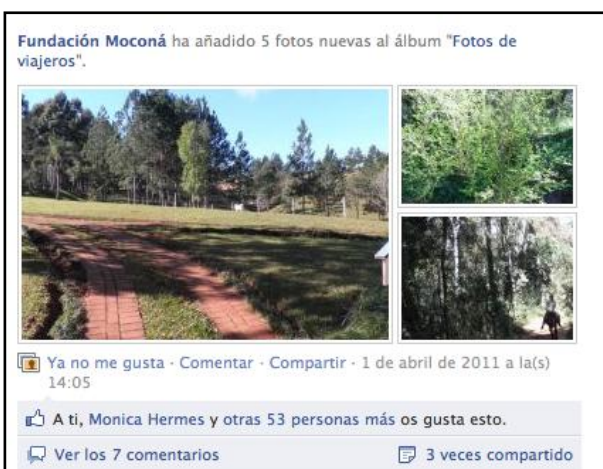 Fundación Moconá ha añadido 5 fotos nuevas al álbum "Fotos de
viajeros".
Ya no me gusta · Comentar · Compartir · 1 de abril de 2011 a la(s)
14:05
A ti, Monica Hermes y otras 53 personas más os gusta esto.
Ver los 7 comentarios 3 veces compartido